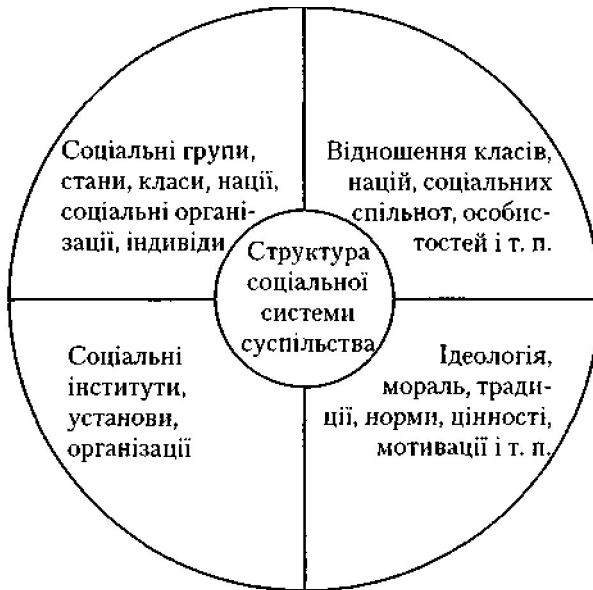 Соціальні групи,
стани, класи, нації,
соціальні органі-
зації, індивіди
Відношення класів,
націй, соціальних
спільнот, особис-
тостей і т. п.
Структура
соціальної
системи
суспільства
Соціальні
інститути,
установи,
організації
Ідеологія,
мораль, тради-
ції, норми, цінності,
мотивації і т. п.